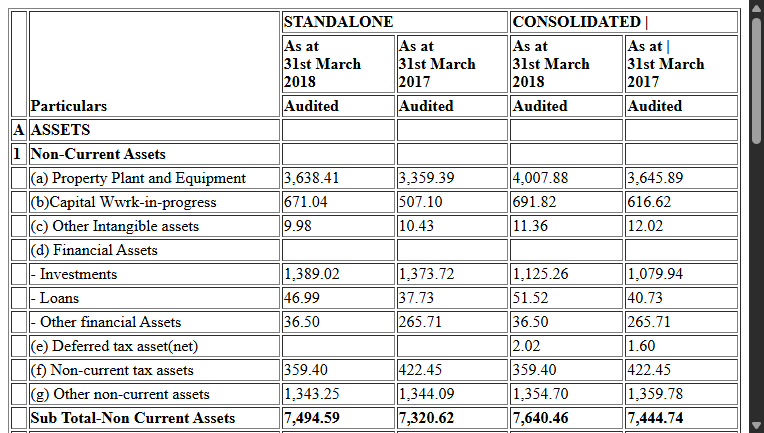 STANDALONE CONSOLIDATED |
Particulars As at 31st March 2018 As at 31st March 2017 As at 31st March 2018 As at | 31st March 2017
Audited Audited Audited Audited
A ASSETS
1 Non-Current Assets
(a) Property Plant and Equipment 3,638.41 3,359.39 4,007.88 3,645.89
(b)Capital Wwrk-in-progress 671.04 507.10 691.82 616.62
(c) Other Intangible assets 9.98 10.43 11.36 12.02
(d) Financial Assets
- Investments 1,389.02 1,373.72 1,125.26 1,079.94
- Loans 46.99 37.73 51.52 40.73
- Other financial Assets 36.50 265.71 36.50 265.71
(e) Deferred tax asset(net) 2.02 1.60
(f) Non-current tax assets 359.40 422.45 359.40 422.45
(g) Other non-current assets 1,343.25 1,344.09 1,354.70 1,359.78
Sub Total-Non Current Assets 7,494.59 7,320.62 7,640.46 7,444.74